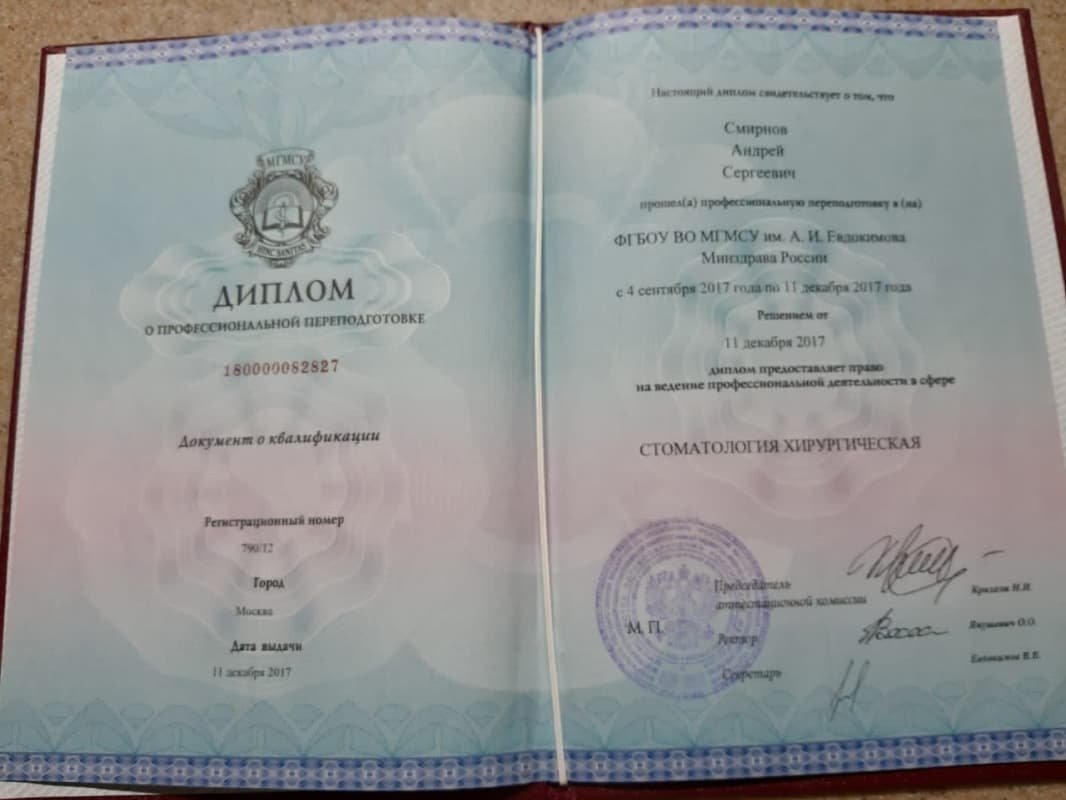 МГМСУ
HINC SANITAS
ДИПЛОМ
О ПРОФЕССИОНАЛЬНОЙ ПЕРЕПОДГОТОВКЕ
180000082827
Документ о квалификации
Регистрационный номер
790/12
Город
Москва
Дата выдачи
11 декабря 2017
Настоящий диплом свидетельствует о том, что
Смирнов
Андрей
Сергеевич
прошел(а) профессиональную переподготовку в (на)
ФГБОУ ВО МГМСУ им. А. И. Евдокимова
Минздрава России
с 4 сентября 2017 года по 11 декабря 2017 года
Решением от
11 декабря 2017
диплом предоставляет право
на ведение профессиональной деятельности в сфере
СТОМАТОЛОГИЯ ХИРУРГИЧЕСКАЯ
Председатель
аттестационной комиссии
Н.И.
М. П.
Ректор
Янушевич О.О.
Секретарь